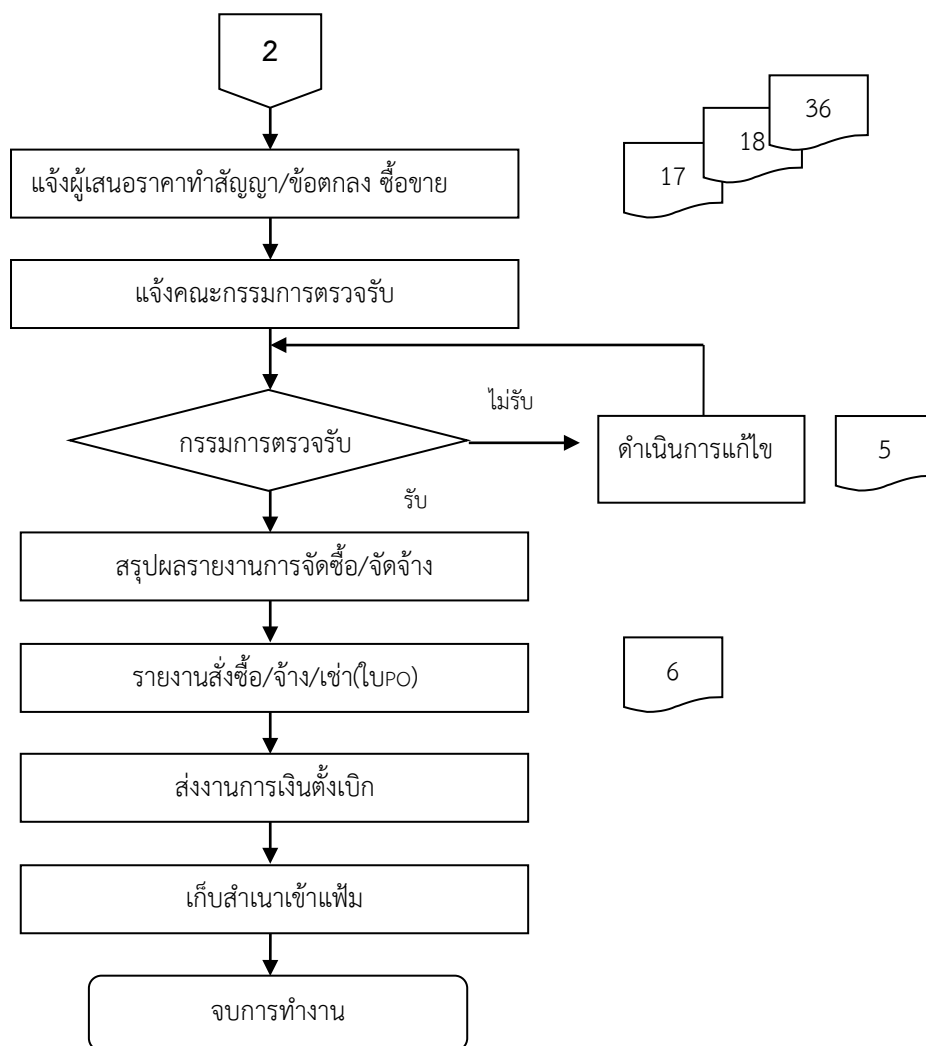 2
36
18
17
แจ้งผู้เสนอราคาทำสัญญา/ข้อตกลง ซื้อขาย
แจ้งคณะกรรมการตรวจรับ
ไม่รับ
กรรมการตรวจรับ
ดำเนินการแก้ไข
5
รับ
สรุปผลรายงานการจัดซื้อ/จัดจ้าง
รายงานสั่งซื้อ/จ้าง/เช่า(ใบPO)
6
ส่งงานการเงินตั้งเบิก
เก็บสำเนาเข้าแฟ้ม
จบการทำงาน